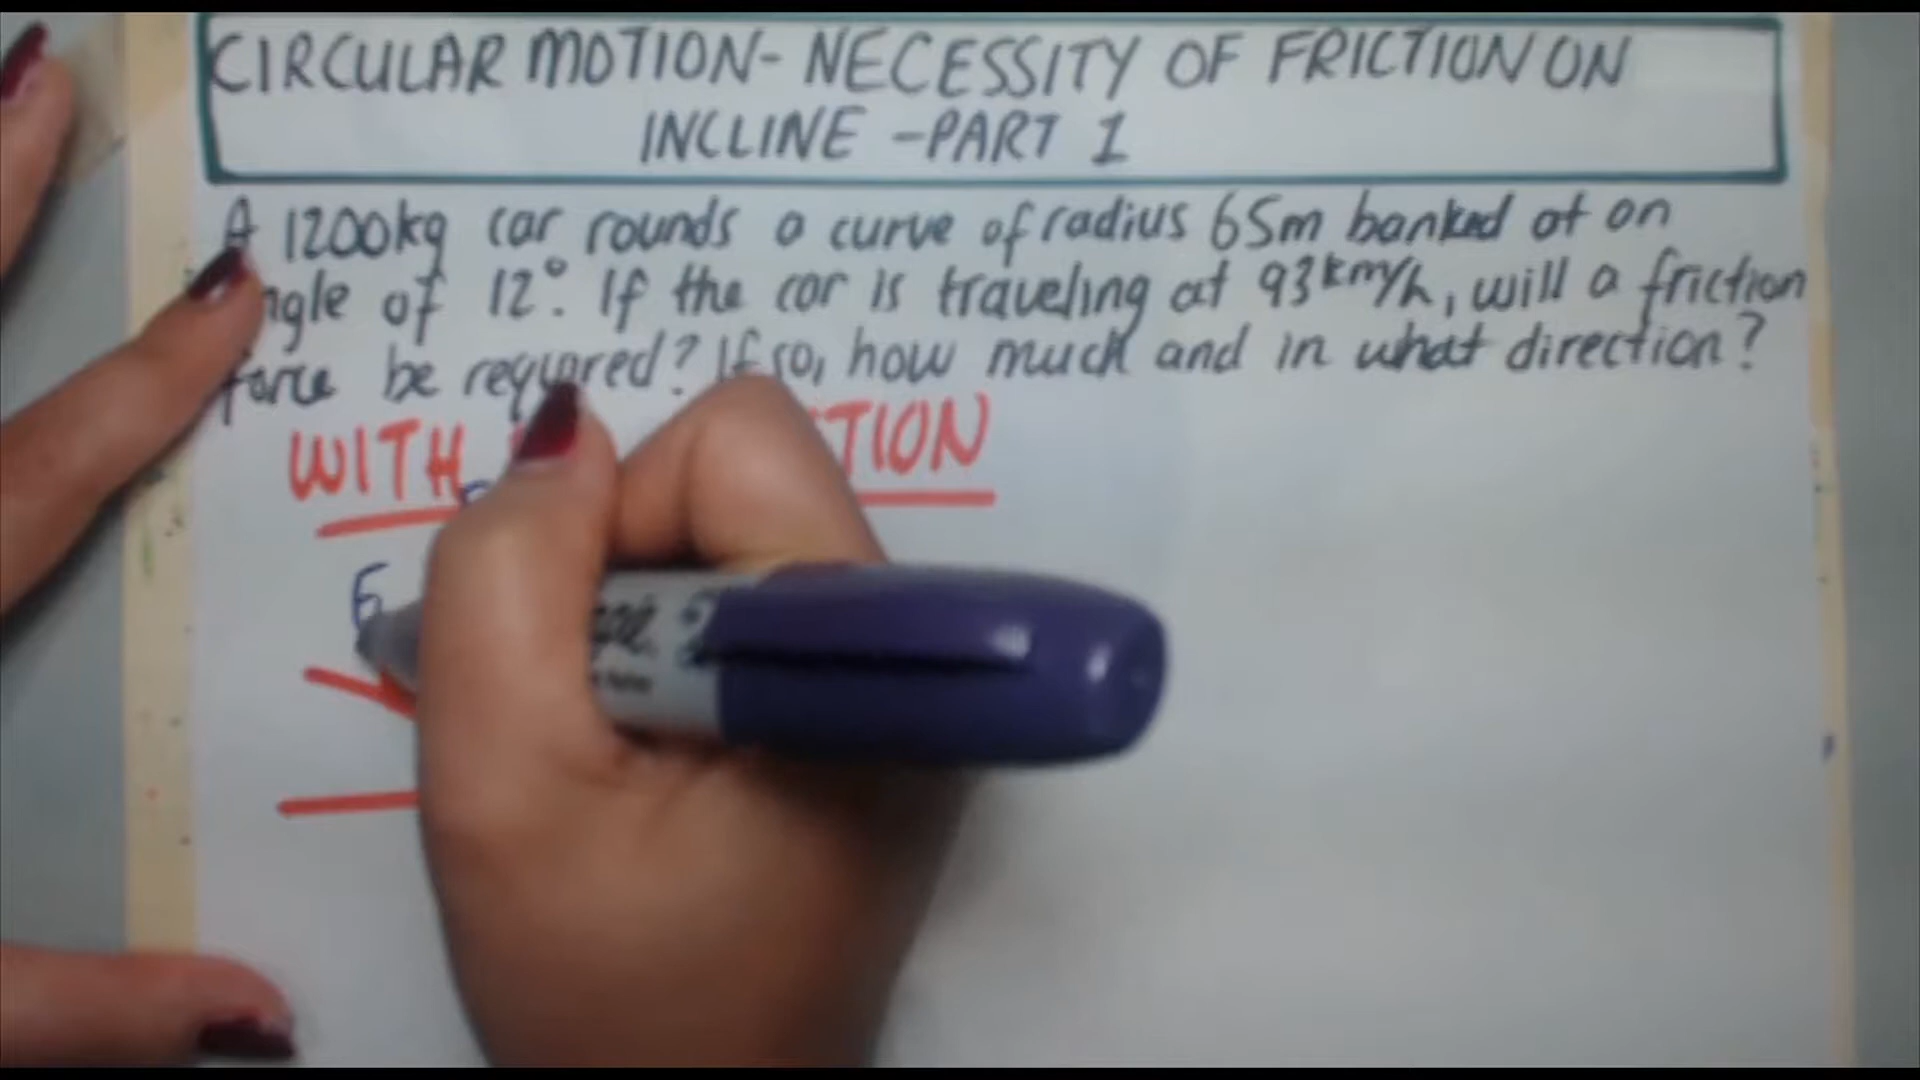 CIRCULAR MOTION- NECESSITY OF FRICTION ON
INCLINE -PART 1
A 1200kg car rounds a curve of radius 65m banked at an
ngle of 12°. If the car is traveling at 93km/h, will a friction
force be required? If so, how much and in what direction?
WITH TION